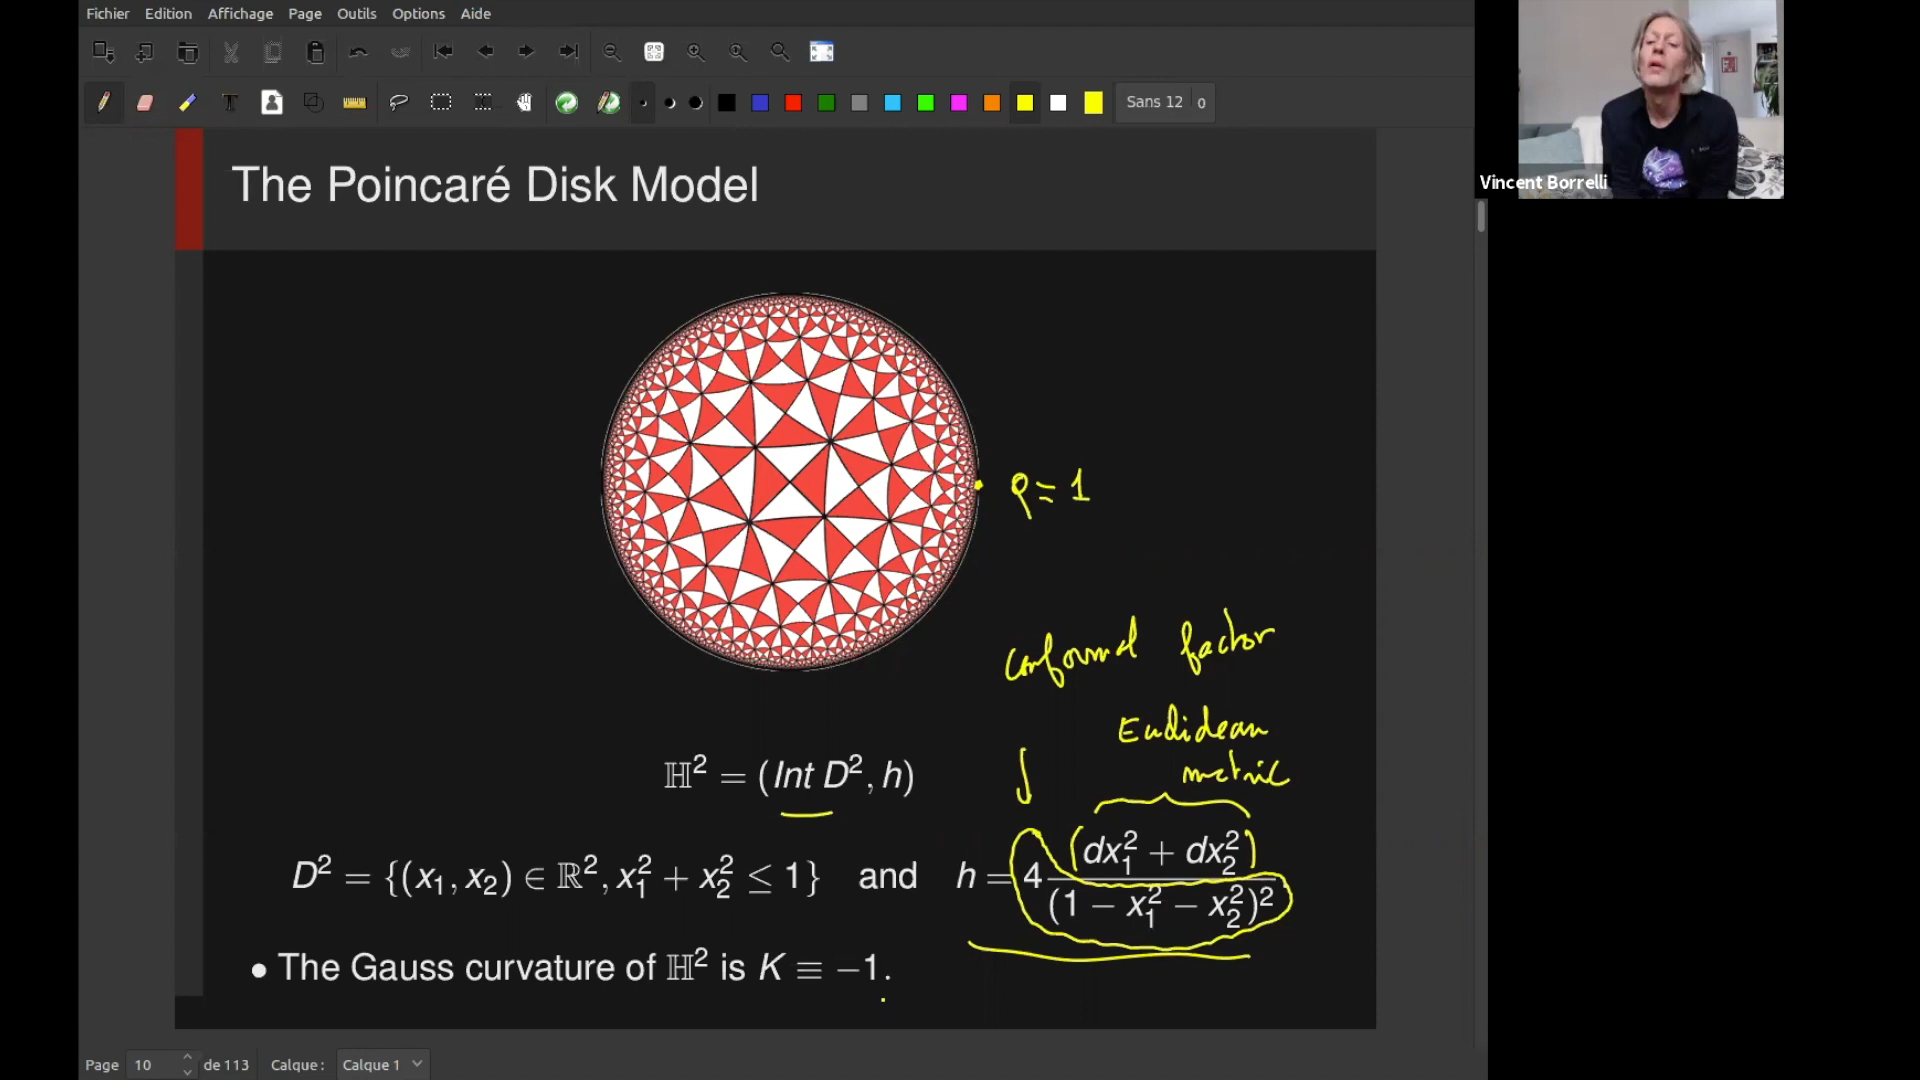 Fichier Edition Affichage Page Outils Options Aide
Sans 12 0
Vincent Borrelli
The Poincaré Disk Model
ρ = 1
conformal factor
Euclidean
metric
ℍ² = (Int D², h)
D² = {(x₁, x₂) ∈ ℝ², x₁² + x₂² ≤ 1} and h = 4 (dx₁² + dx₂²) / (1 − x₁² − x₂²)²
• The Gauss curvature of ℍ² is K ≡ −1.
Page 10 de 113 Calque : Calque 1